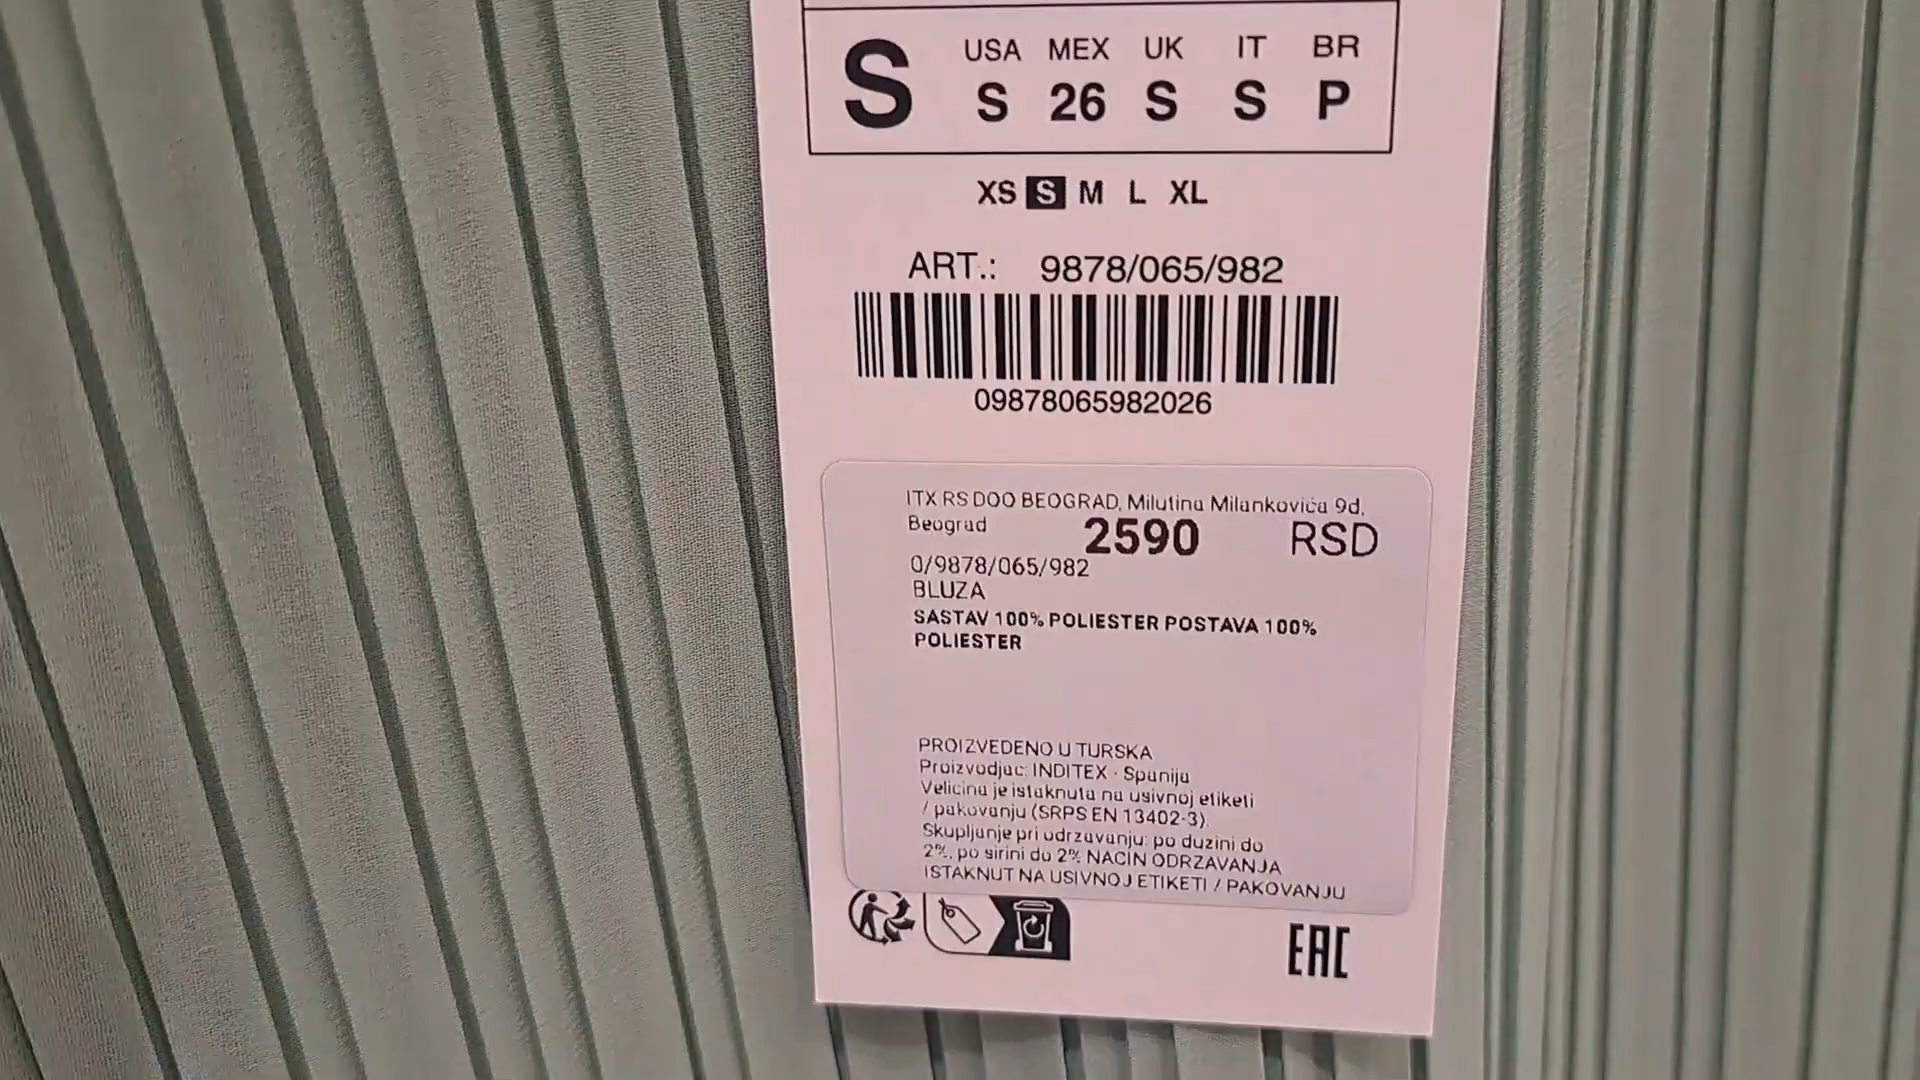 USA MEX UK IT BR
S S 26 S S P
XS S M L XL
ART.: 9878/065/982
09878065982026
ITX RS DOO BEOGRAD, Milutina Milankovića 9d,
Beograd 2590 RSD
0/9878/065/982
BLUZA
SASTAV 100% POLIESTER POSTAVA 100%
POLIESTER
PROIZVEDENO U TURSKA
Proizvodjac: INDITEX - Spanija
Velicina je istaknuta na usivnoj etiketi
/ pakovanju (SRPS EN 13402-3).
Skupljanje pri odrzavanju: po duzini do
2%, po sirini do 2% NACIN ODRZAVANJA
ISTAKNUT NA USIVNOJ ETIKETI / PAKOVANJU
EAC